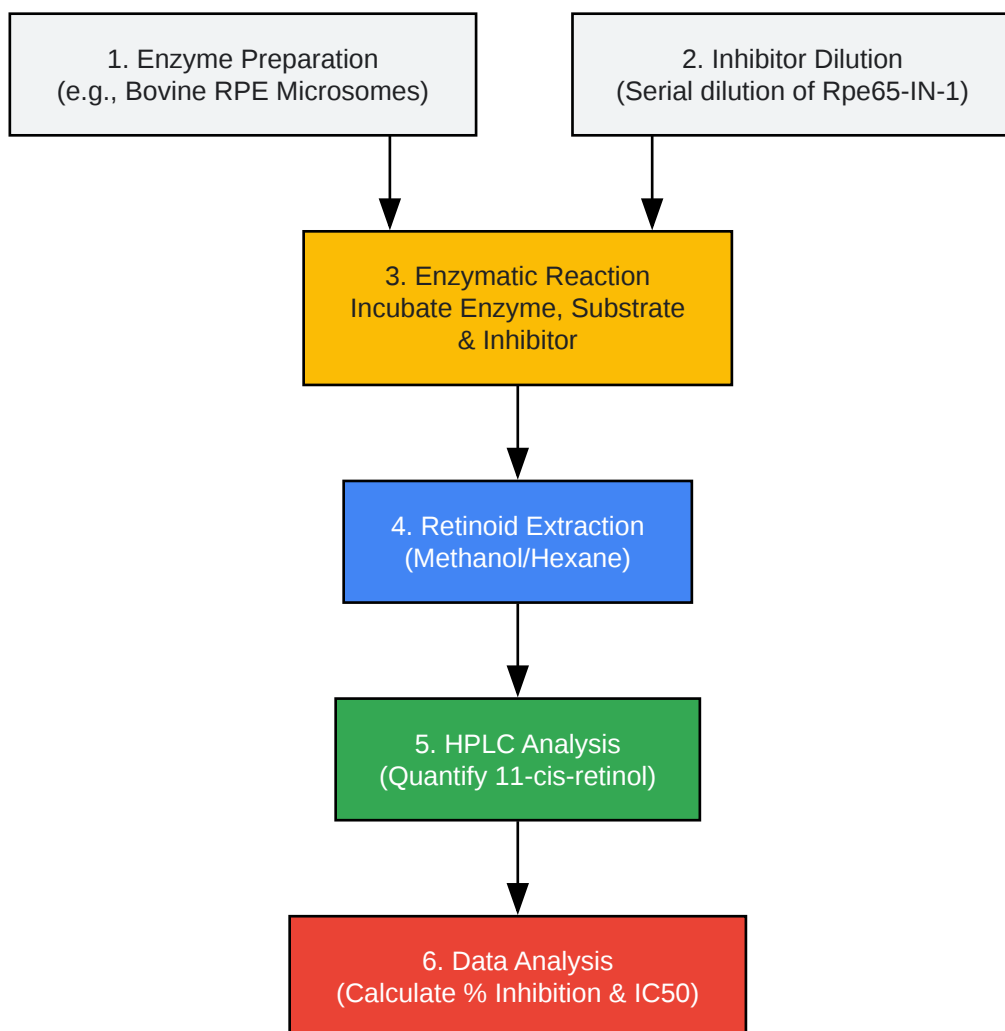 1. Enzyme Preparation
(e.g., Bovine RPE Microsomes)
2. Inhibitor Dilution
(Serial dilution of Rpe65-IN-1)
3. Enzymatic Reaction
Incubate Enzyme, Substrate
& Inhibitor
4. Retinoid Extraction
(Methanol/Hexane)
5. HPLC Analysis
(Quantify 11-cis-retinol)
6. Data Analysis
(Calculate % Inhibition & IC50)